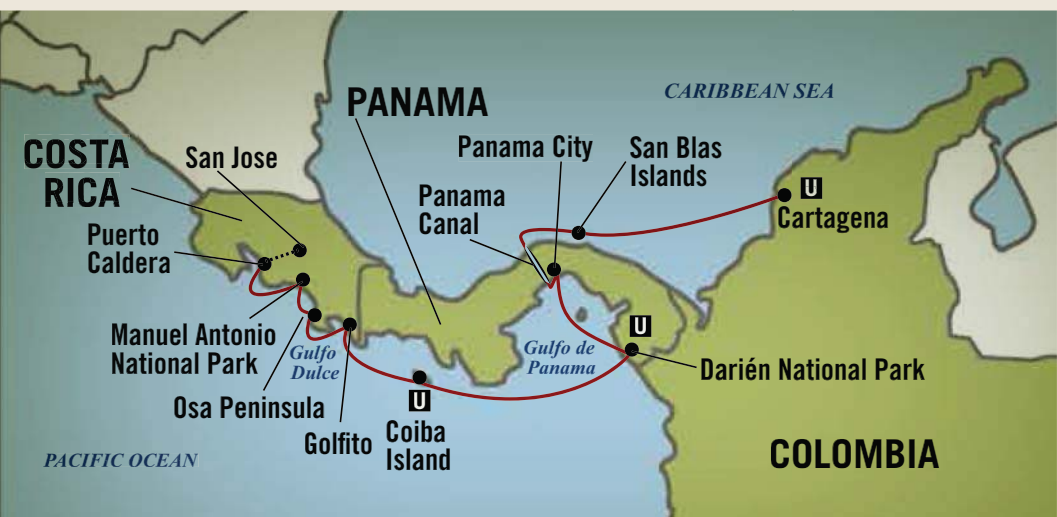 CARIBBEAN SEA
PANAMA
COSTA
RICA
San Jose
Panama City
San Blas
Islands
Panama
Canal
U
Cartagena
Puerto
Caldera
Manuel Antonio
National Park
Gulfo
Dulce
Gulfo de
Panama
U
Darién National Park
Osa Peninsula
Golfito
U
Coiba
Island
PACIFIC OCEAN
COLOMBIA